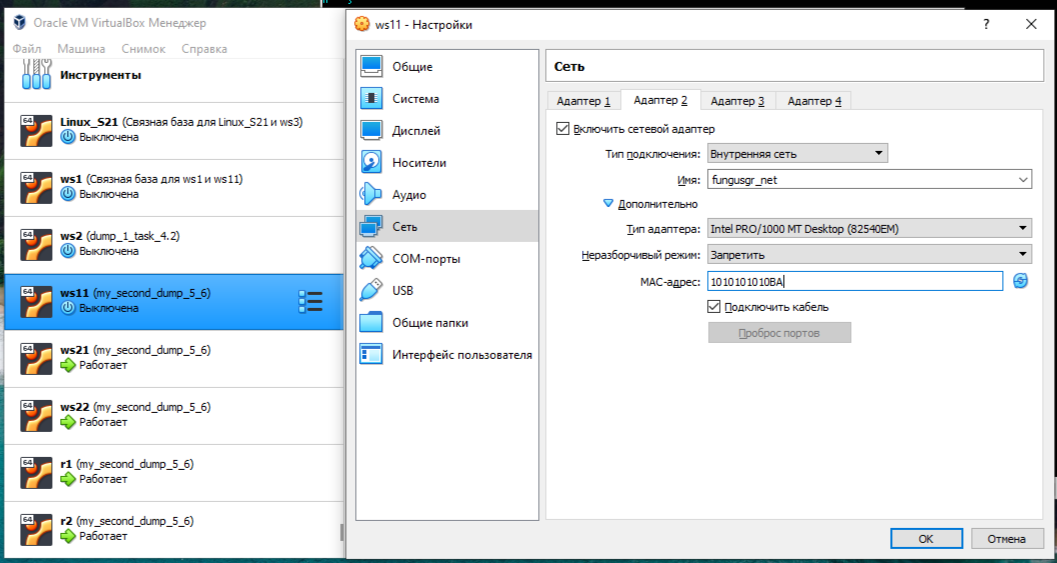 Oracle VM VirtualBox Менеджер
Файл Машина Снимок Справка
Инструменты
64
Linux_S21 (Связная база для Linux_S21 и ws3)
Выключена
64
ws1 (Связная база для ws1 и ws11)
Выключена
64
ws2 (dump_1_task_4.2)
Выключена
64
ws11 (my_second_dump_5_6)
Выключена
64
ws21 (my_second_dump_5_6)
Работает
64
ws22 (my_second_dump_5_6)
Работает
64
r1 (my_second_dump_5_6)
Работает
64
r2 (my_second_dump_5_6)
Работает
ws11 - Настройки
?
Общие
Система
Дисплей
Носители
Аудио
Сеть
COM-порты
USB
Общие папки
Интерфейс пользователя
Сеть
Адаптер 1 Адаптер 2 Адаптер 3 Адаптер 4
Включить сетевой адаптер
Тип подключения: Внутренняя сеть
Имя: fungusgr_net
Дополнительно
Тип адаптера: Intel PRO/1000 MT Desktop (82540EM)
Неразборчивый режим: Запретить
MAC-адрес: 1010101010BA
Подключить кабель
Проброс портов
OK Отмена